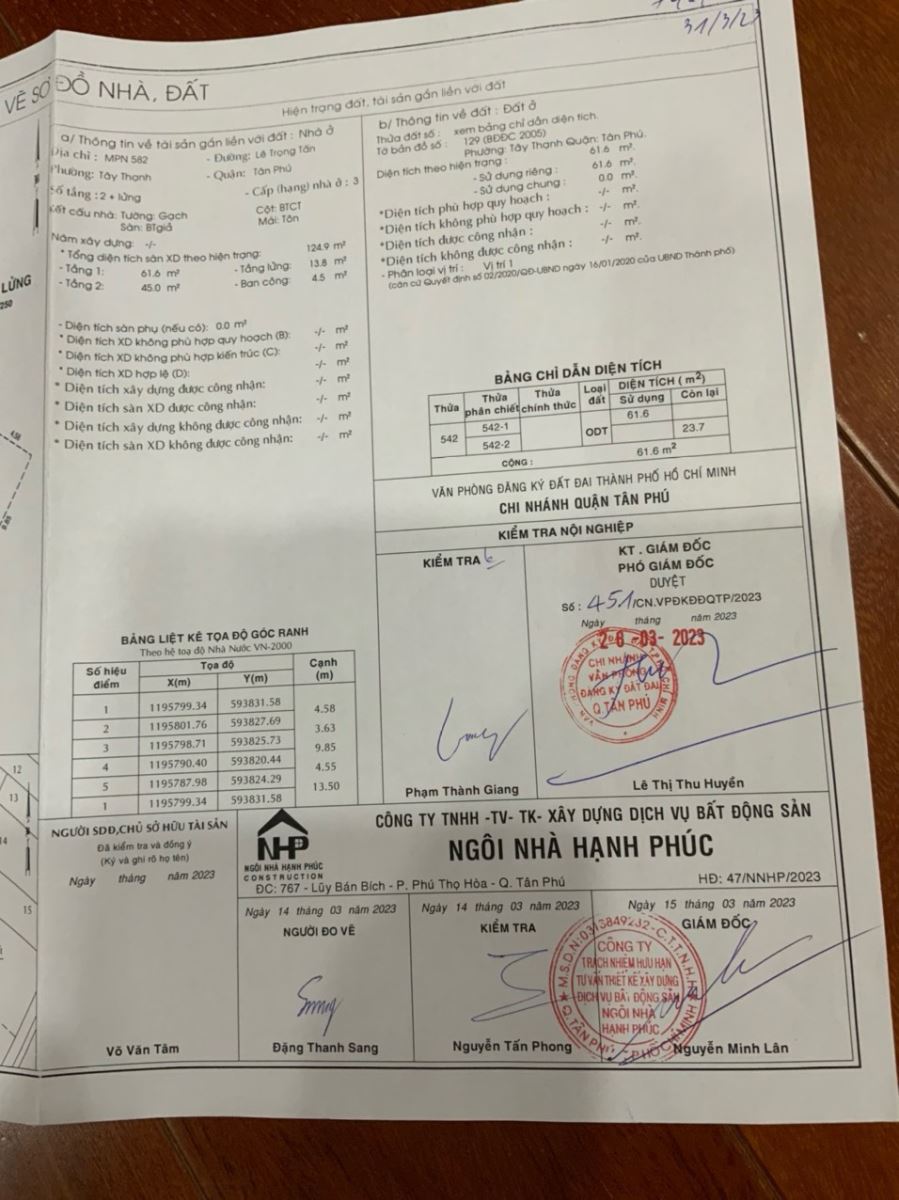 31/3/23
VẼ SƠ ĐỒ NHÀ, ĐẤT
Hiện trạng đất, tài sản gắn liền với đất
a/ Thông tin về tài sản gắn liền với đất : Nhà ở
Địa chỉ : MPN 582 - Đường: Lê Trọng Tấn
Phường: Tây Thạnh - Quận: Tân Phú
Số tầng : 2 + lửng - Cấp (hạng) nhà ở : 3
Kết cấu nhà: Tường: Gạch Cột: BTCT
Sàn: BTgiả Mái: Tôn
Năm xây dựng: -/-
* Tổng diện tích sàn XD theo hiện trạng: 124.9 m²
- Tầng 1: 61.6 m² - Tầng lửng: 13.8 m²
- Tầng 2: 45.0 m² - Ban công: 4.5 m²
- Diện tích sàn phụ (nếu có): 0.0 m²
* Diện tích XD không phù hợp quy hoạch (B): -/- m²
* Diện tích XD không phù hợp kiến trúc (C): -/- m²
* Diện tích XD hợp lệ (D): -/- m²
* Diện tích xây dựng được công nhận: -/- m²
* Diện tích sàn XD được công nhận: -/- m²
* Diện tích xây dựng không được công nhận: -/- m²
* Diện tích sàn XD không được công nhận: -/- m²
b/ Thông tin về đất : Đất ở
Thửa đất số : xem bảng chỉ dẫn diện tích.
Tờ bản đồ số : 129 (BĐĐC 2005)
Phường: Tây Thạnh Quận: Tân Phú.
Diện tích theo hiện trạng : 61.6 m².
- Sử dụng riêng : 61.6 m².
- Sử dụng chung : 0.0 m².
*Diện tích phù hợp quy hoạch : -/- m².
*Diện tích không phù hợp quy hoạch : -/- m².
*Diện tích được công nhận : -/- m².
*Diện tích không được công nhận : -/- m².
- Phân loại vị trí : Vị trí 1
(căn cứ Quyết định số 02/2020/QĐ-UBND ngày 16/01/2020 của UBND Thành phố)
LỬNG
250
4.58
9.85
12
13
14
15
BẢNG CHỈ DẪN DIỆN TÍCH
Thửa Thửa phân chiết Thửa chính thức Loại đất DIỆN TÍCH ( m²)
Sử dụng Còn lại
542 542-1 ODT 61.6
542-2 23.7
CỘNG : 61.6 m²
VĂN PHÒNG ĐĂNG KÝ ĐẤT ĐAI THÀNH PHỐ HỒ CHÍ MINH
CHI NHÁNH QUẬN TÂN PHÚ
KIỂM TRA NỘI NGHIỆP
KIỂM TRA
KT . GIÁM ĐỐC
PHÓ GIÁM ĐỐC
DUYỆT
Số : 451/CN.VPĐKĐĐQTP/2023
Ngày tháng năm 2023
28 -03- 2023
CHI NHÁNH
VĂN PHÒNG
ĐĂNG KÝ ĐẤT ĐAI
Q.TÂN PHÚ
Phạm Thành Giang
Lê Thị Thu Huyền
BẢNG LIỆT KÊ TỌA ĐỘ GÓC RANH
Theo hệ toạ độ Nhà Nước VN-2000
Số hiệu điểm Tọa độ Cạnh (m)
X(m) Y(m)
1 1195799.34 593831.58
4.58
2 1195801.76 593827.69
3.63
3 1195798.71 593825.73
9.85
4 1195790.40 593820.44
4.55
5 1195787.98 593824.29
13.50
1 1195799.34 593831.58
NGƯỜI SDĐ,CHỦ SỞ HỮU TÀI SẢN
Đã kiểm tra và đồng ý
(Ký và ghi rõ họ tên)
Ngày tháng năm 2023
Võ Văn Tâm
NHP
NGÔI NHÀ HẠNH PHÚC
CONSTRUCTION
CÔNG TY TNHH -TV- TK- XÂY DỰNG DỊCH VỤ BẤT ĐỘNG SẢN
NGÔI NHÀ HẠNH PHÚC
ĐC: 767 - Lũy Bán Bích - P. Phú Thọ Hòa - Q. Tân Phú HĐ: 47/NNHP/2023
Ngày 14 tháng 03 năm 2023
NGƯỜI ĐO VẼ
Đặng Thanh Sang
Ngày 14 tháng 03 năm 2023
KIỂM TRA
Nguyễn Tấn Phong
Ngày 15 tháng 03 năm 2023
GIÁM ĐỐC
M.S.D.N:0313849232-C.T.T.N.H.H
CÔNG TY
TRÁCH NHIỆM HỮU HẠN
TƯ VẤN THIẾT KẾ XÂY DỰNG
DỊCH VỤ BẤT ĐỘNG SẢN
NGÔI NHÀ
HẠNH PHÚC
Nguyễn Minh Lân